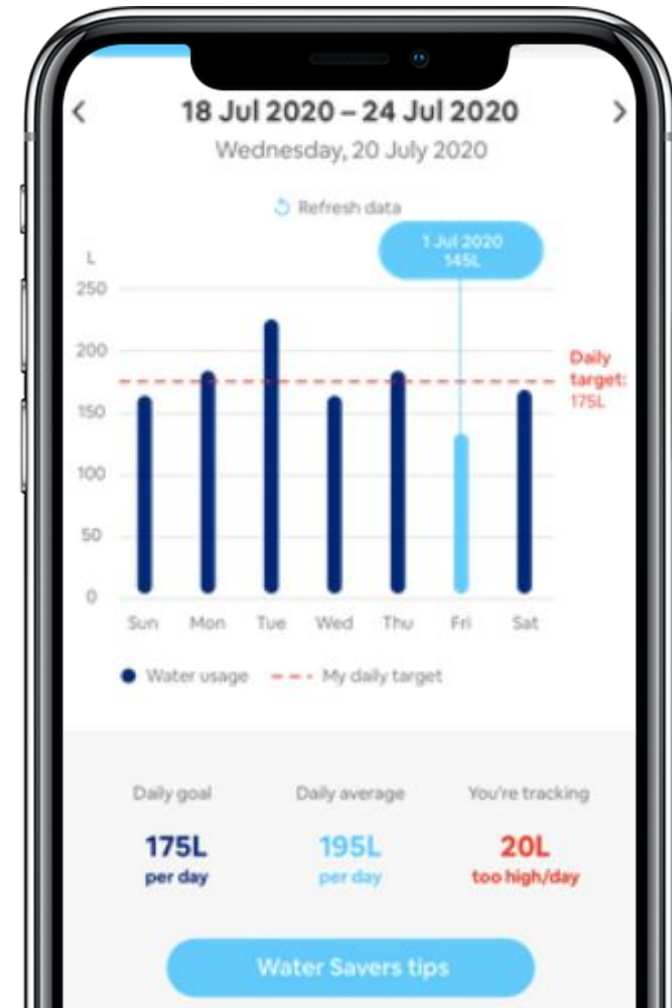 18 Jul 2020 – 24 Jul 2020
Wednesday, 20 July 2020
Refresh data
1 Jul 2020
145L
L
250
200
150
100
50
0
Daily
target:
175L
Sun Mon Tue Wed Thu Fri Sat
Water usage My daily target
Daily goal Daily average You're tracking
175L 195L 20L
per day per day too high/day
Water Savers tips